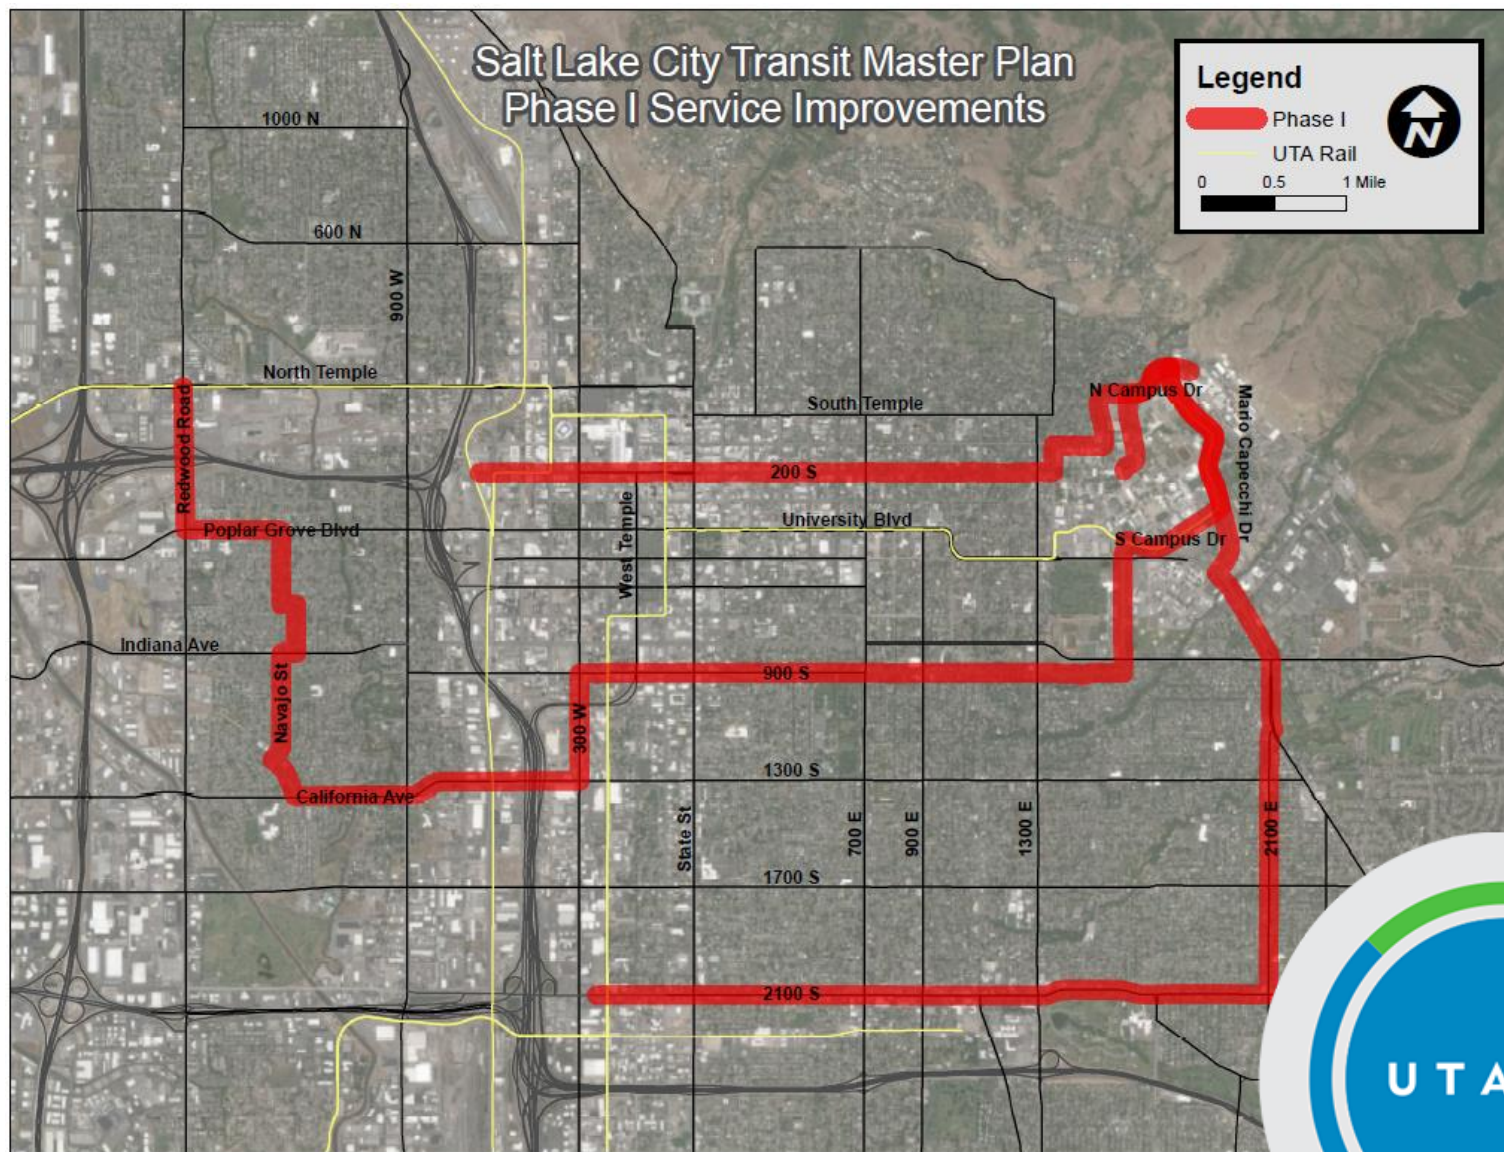 Salt Lake City Transit Master Plan
Phase I Service Improvements
Legend
Phase I
UTA Rail
N
0 0.5 1 Mile
1000 N
600 N
900 W
North Temple
South Temple
N Campus Dr
Mario Capecchi Dr
Redwood Road
200 S
West Temple
University Blvd
Poplar Grove Blvd
S Campus Dr
Indiana Ave
Navajo St
900 S
300 W
1300 S
California Ave
State St
700 E
900 E
1300 E
2100 E
1700 S
2100 S
UTA